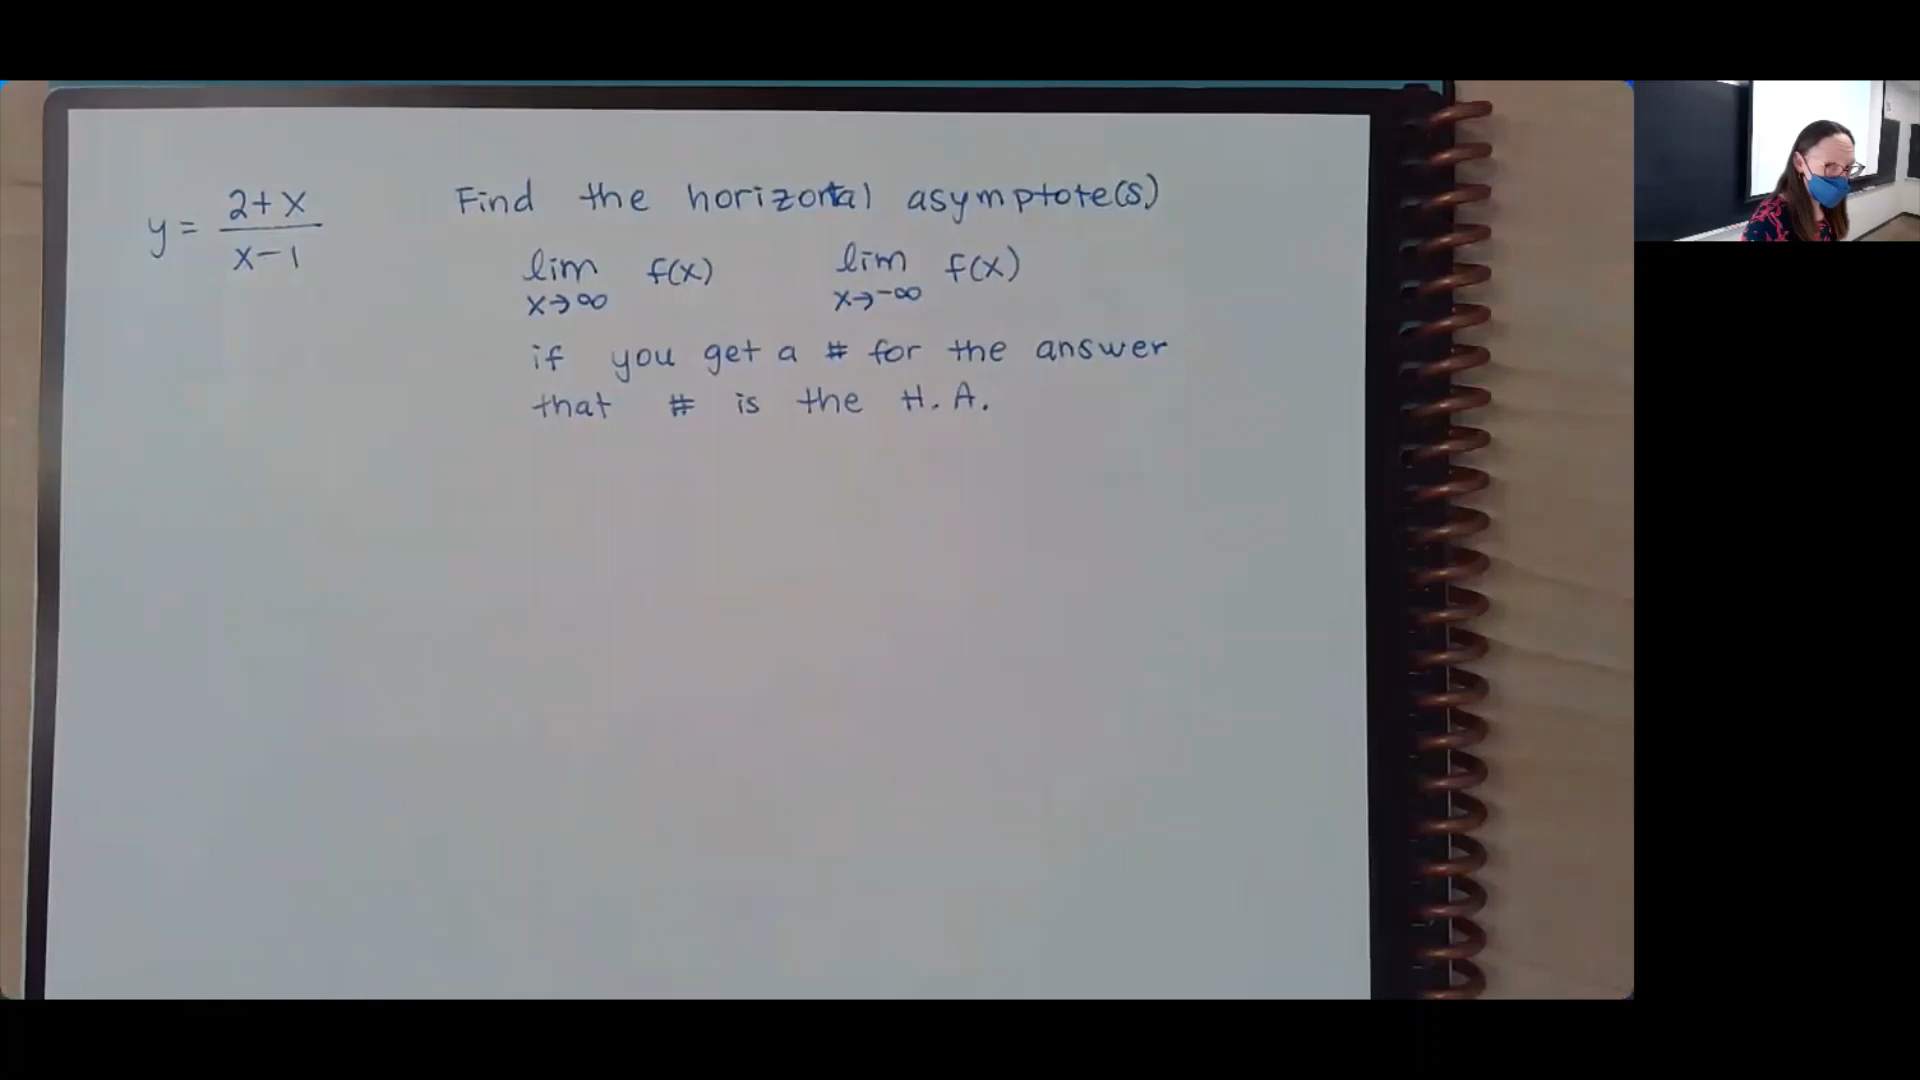 y = (2+x)/(x-1)
Find the horizontal asymptote(s)
lim x→∞ f(x) lim x→-∞ f(x)
if you get a # for the answer
that # is the H.A.